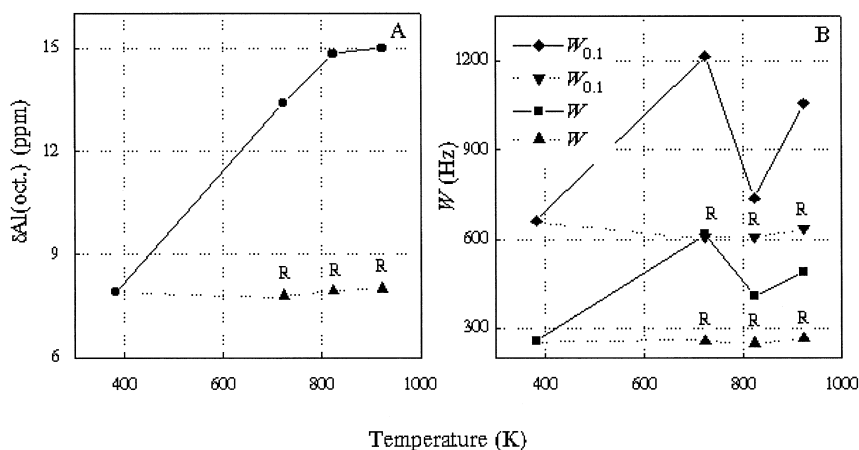 A
δAl(oct.) (ppm)
15
12
9
6
R R R
400 600 800 1000
B
W0.1
W0.1
W
W
W (Hz)
1200
900
600
300
R R R
R R R
400 600 800 1000
Temperature (K)